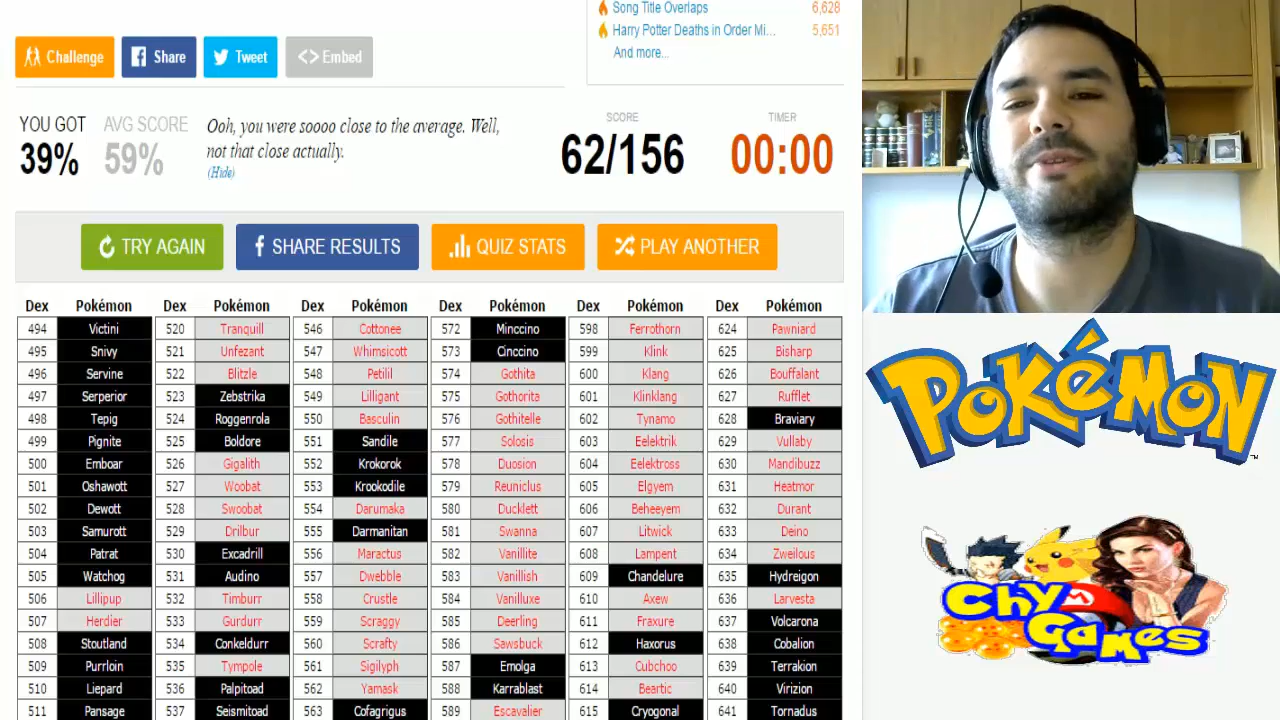 Song Title Overlaps 6,628
Harry Potter Deaths in Order Mi... 5,651
And more...
Challenge Share Tweet Embed
YOU GOT AVG SCORE
39% 59%
Ooh, you were soooo close to the average. Well,
not that close actually.
(Hide)
SCORE TIMER
62/156 00:00
TRY AGAIN SHARE RESULTS QUIZ STATS PLAY ANOTHER
Dex Pokémon Dex Pokémon Dex Pokémon Dex Pokémon Dex Pokémon Dex Pokémon
494 Victini 520 Tranquill 546 Cottonee 572 Minccino 598 Ferrothorn 624 Pawniard
495 Snivy 521 Unfezant 547 Whimsicott 573 Cinccino 599 Klink 625 Bisharp
496 Servine 522 Blitzle 548 Petilil 574 Gothita 600 Klang 626 Bouffalant
497 Serperior 523 Zebstrika 549 Lilligant 575 Gothorita 601 Klinklang 627 Rufflet
498 Tepig 524 Roggenrola 550 Basculin 576 Gothitelle 602 Tynamo 628 Braviary
499 Pignite 525 Boldore 551 Sandile 577 Solosis 603 Eelektrik 629 Vullaby
500 Emboar 526 Gigalith 552 Krokorok 578 Duosion 604 Eelektross 630 Mandibuzz
501 Oshawott 527 Woobat 553 Krookodile 579 Reuniclus 605 Elgyem 631 Heatmor
502 Dewott 528 Swoobat 554 Darumaka 580 Ducklett 606 Beheeyem 632 Durant
503 Samurott 529 Drilbur 555 Darmanitan 581 Swanna 607 Litwick 633 Deino
504 Patrat 530 Excadrill 556 Maractus 582 Vanillite 608 Lampent 634 Zweilous
505 Watchog 531 Audino 557 Dwebble 583 Vanillish 609 Chandelure 635 Hydreigon
506 Lillipup 532 Timburr 558 Crustle 584 Vanilluxe 610 Axew 636 Larvesta
507 Herdier 533 Gurdurr 559 Scraggy 585 Deerling 611 Fraxure 637 Volcarona
508 Stoutland 534 Conkeldurr 560 Scrafty 586 Sawsbuck 612 Haxorus 638 Cobalion
509 Purrloin 535 Tympole 561 Sigilyph 587 Emolga 613 Cubchoo 639 Terrakion
510 Liepard 536 Palpitoad 562 Yamask 588 Karrablast 614 Beartic 640 Virizion
511 Pansage 537 Seismitoad 563 Cofagrigus 589 Escavalier 615 Cryogonal 641 Tornadus
POKéMON
TM
Chy
M
Games